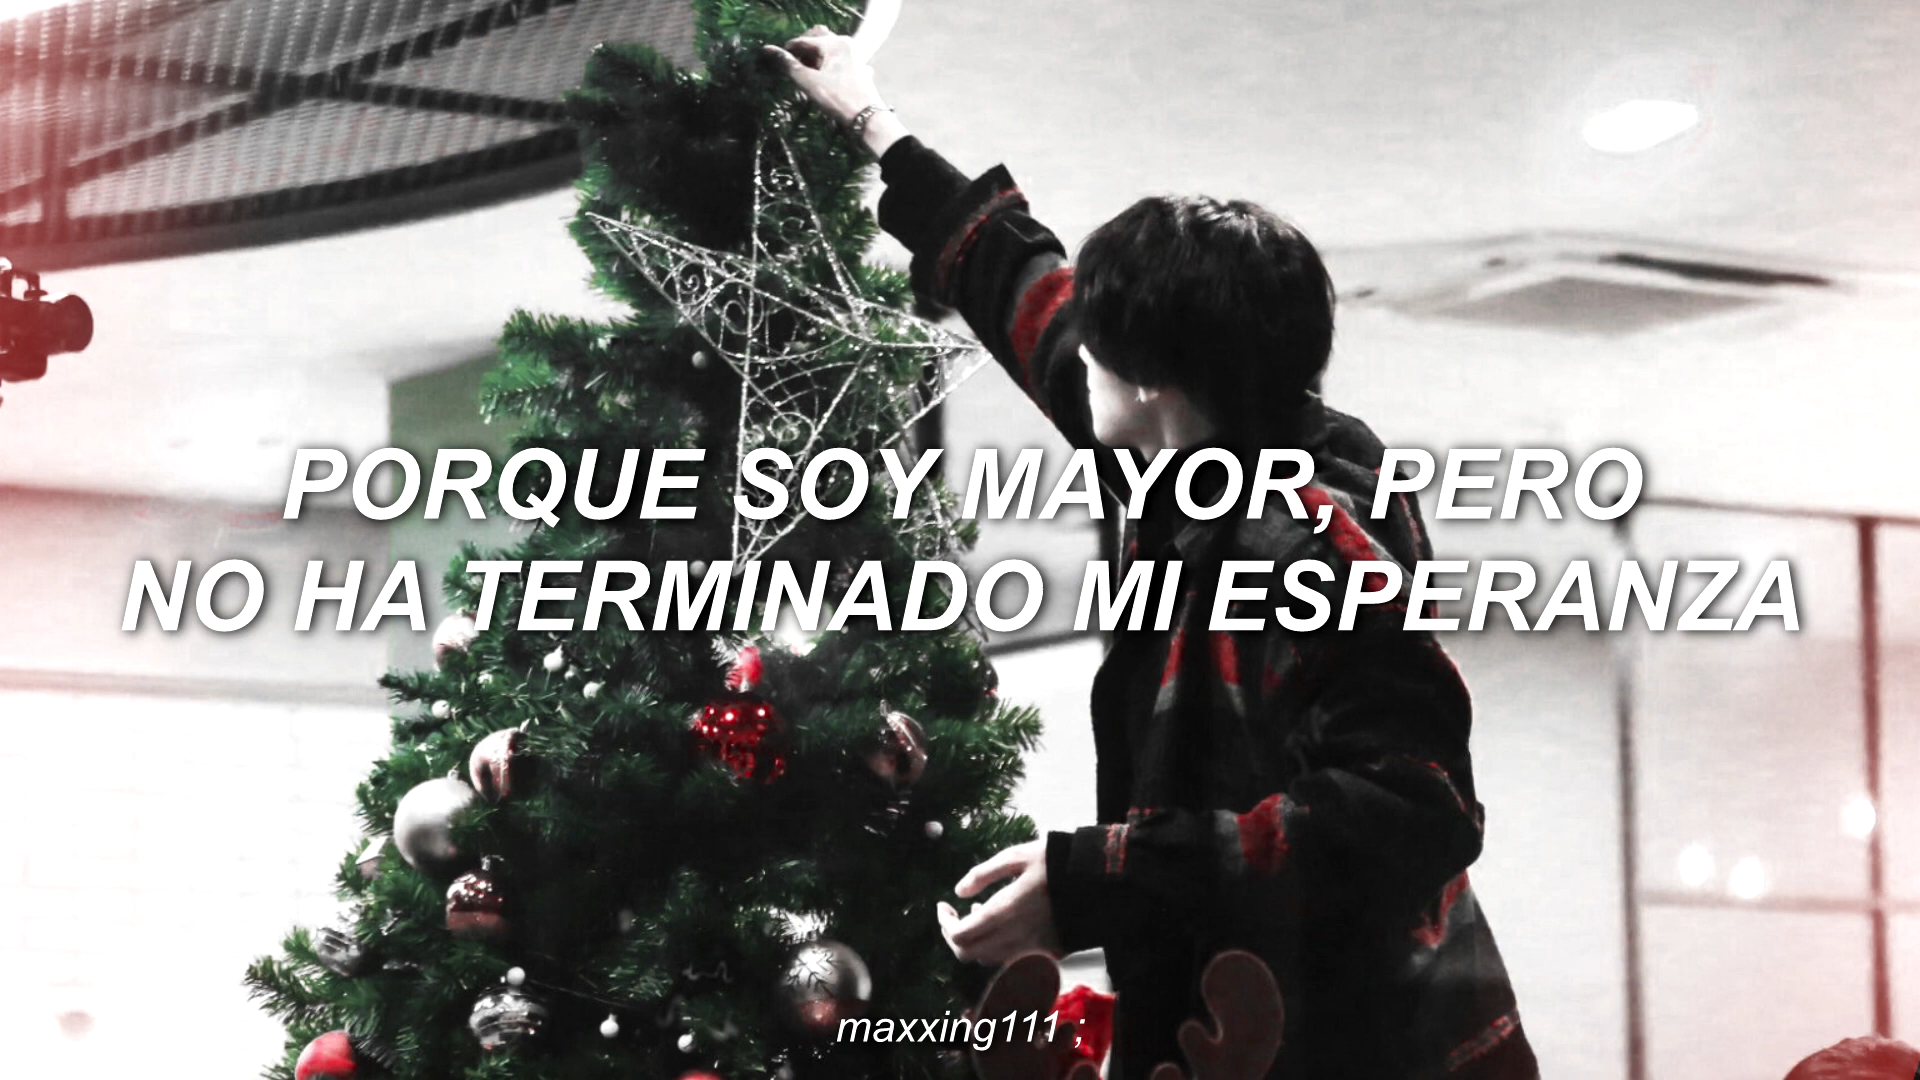 PORQUE SOY MAYOR, PERO
NO HA TERMINADO MI ESPERANZA
maxxing111 ;